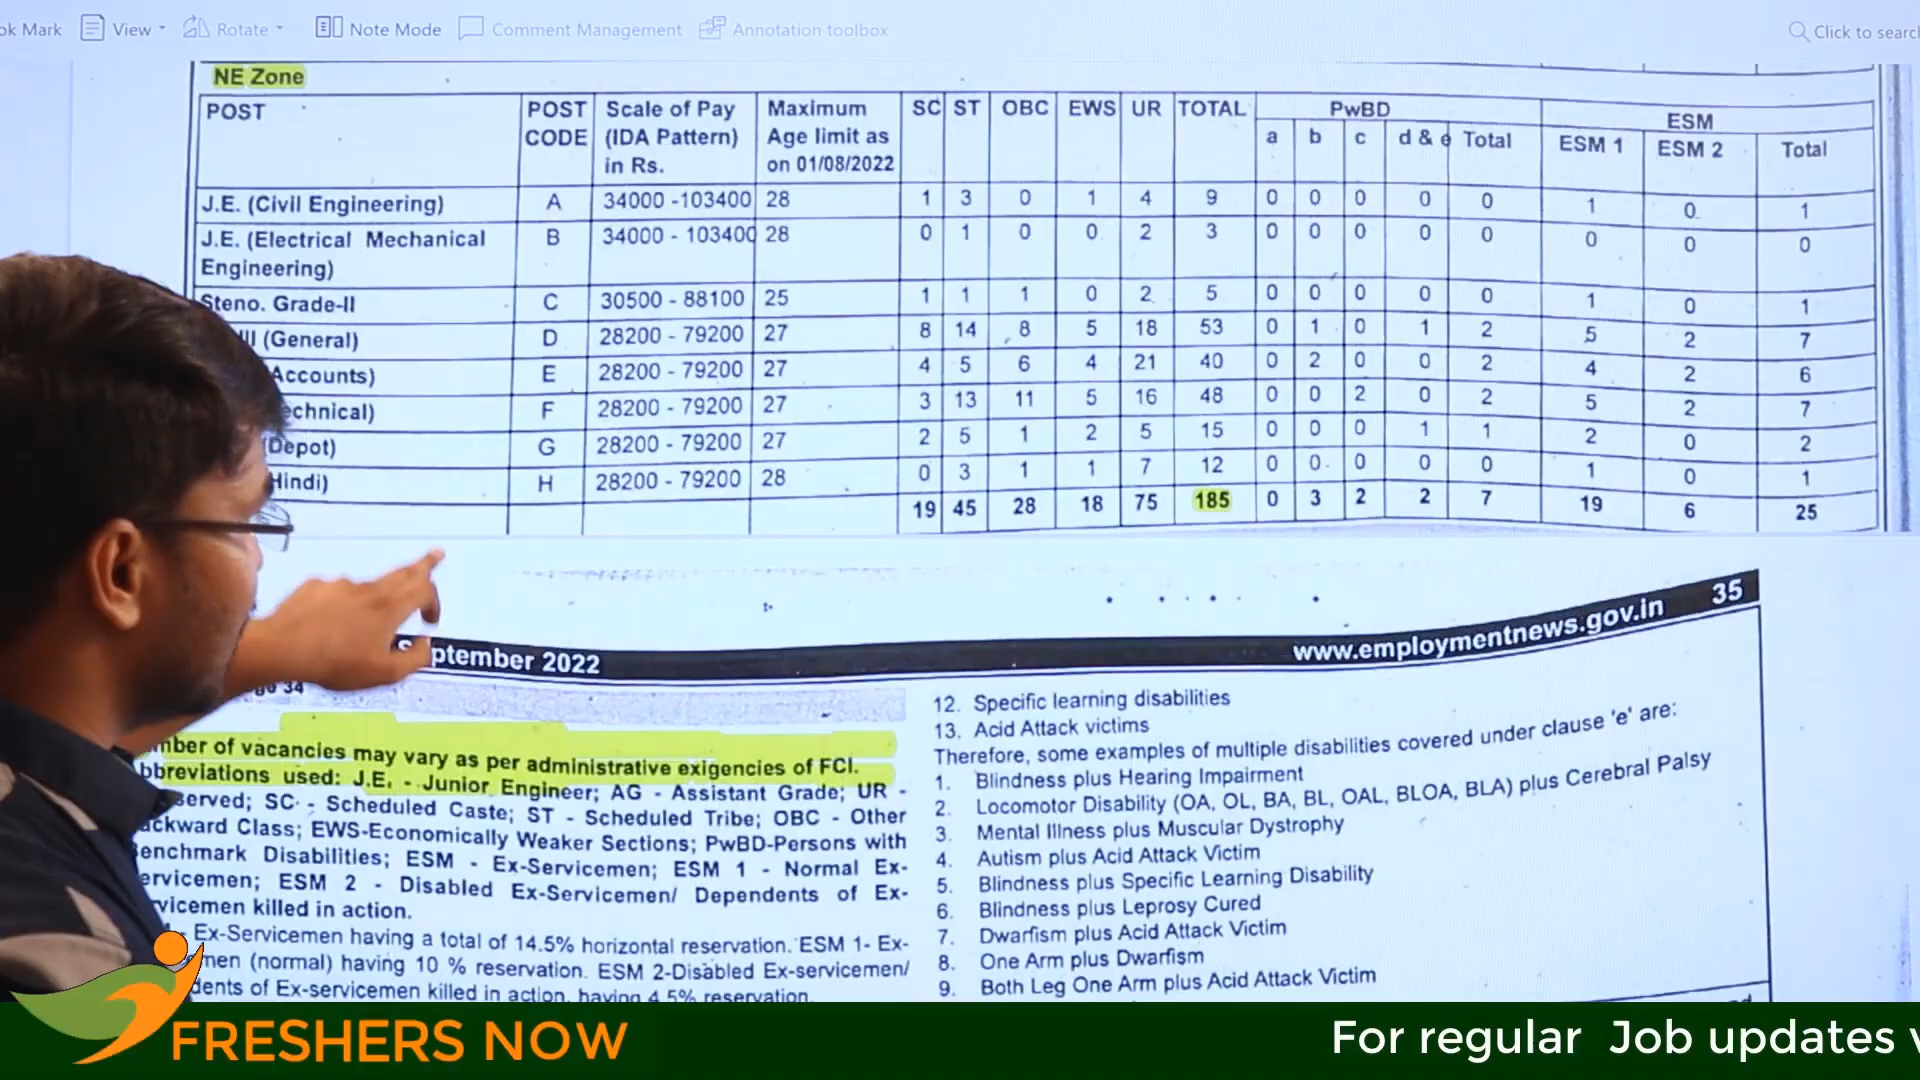 ok Mark View Rotate Note Mode Comment Management Annotation toolbox Click to search
NE Zone
POST POST CODE Scale of Pay (IDA Pattern) in Rs. Maximum Age limit as on 01/08/2022 SC ST OBC EWS UR TOTAL PwBD ESM
a b c d & e Total ESM 1 ESM 2 Total
J.E. (Civil Engineering) A 34000 -103400 28 1 3 0 1 4 9 0 0 0 0 0 1 0 1
J.E. (Electrical Mechanical Engineering) B 34000 - 103400 28 0 1 0 0 2 3 0 0 0 0 0 0 0 0
Steno. Grade-II C 30500 - 88100 25 1 1 1 0 2 5 0 0 0 0 0 1 0 1
(General) D 28200 - 79200 27 8 14 8 5 18 53 0 1 0 1 2 5 2 7
Accounts) E 28200 - 79200 27 4 5 6 4 21 40 0 2 0 0 2 4 2 6
echnical) F 28200 - 79200 27 3 13 11 5 16 48 0 0 2 0 2 5 2 7
(Depot) G 28200 - 79200 27 2 5 1 2 5 15 0 0 0 1 1 2 0 2
Hindi) H 28200 - 79200 28 0 3 1 1 7 12 0 0 0 0 0 1 0 1
19 45 28 18 75 185 0 3 2 2 7 19 6 25
ptember 2022 www.employmentnews.gov.in 35
34
mber of vacancies may vary as per administrative exigencies of FCI.
bbreviations used: J.E. - Junior Engineer; AG - Assistant Grade; UR -
served; SC - Scheduled Caste; ST - Scheduled Tribe; OBC - Other
ackward Class; EWS-Economically Weaker Sections; PwBD-Persons with
enchmark Disabilities; ESM - Ex-Servicemen; ESM 1 - Normal Ex-
ervicemen; ESM 2 - Disabled Ex-Servicemen/ Dependents of Ex-
vicemen killed in action.
- Ex-Servicemen having a total of 14.5% horizontal reservation. ESM 1- Ex-
men (normal) having 10 % reservation. ESM 2-Disabled Ex-servicemen/
dents of Ex-servicemen killed in action, having 4.5% reservation.
12. Specific learning disabilities
13. Acid Attack victims
Therefore, some examples of multiple disabilities covered under clause 'e' are:
1. Blindness plus Hearing Impairment
2. Locomotor Disability (OA, OL, BA, BL, OAL, BLOA, BLA) plus Cerebral Palsy
3. Mental Illness plus Muscular Dystrophy
4. Autism plus Acid Attack Victim
5. Blindness plus Specific Learning Disability
6. Blindness plus Leprosy Cured
7. Dwarfism plus Acid Attack Victim
8. One Arm plus Dwarfism
9. Both Leg One Arm plus Acid Attack Victim
FRESHERS NOW
For regular Job updates v